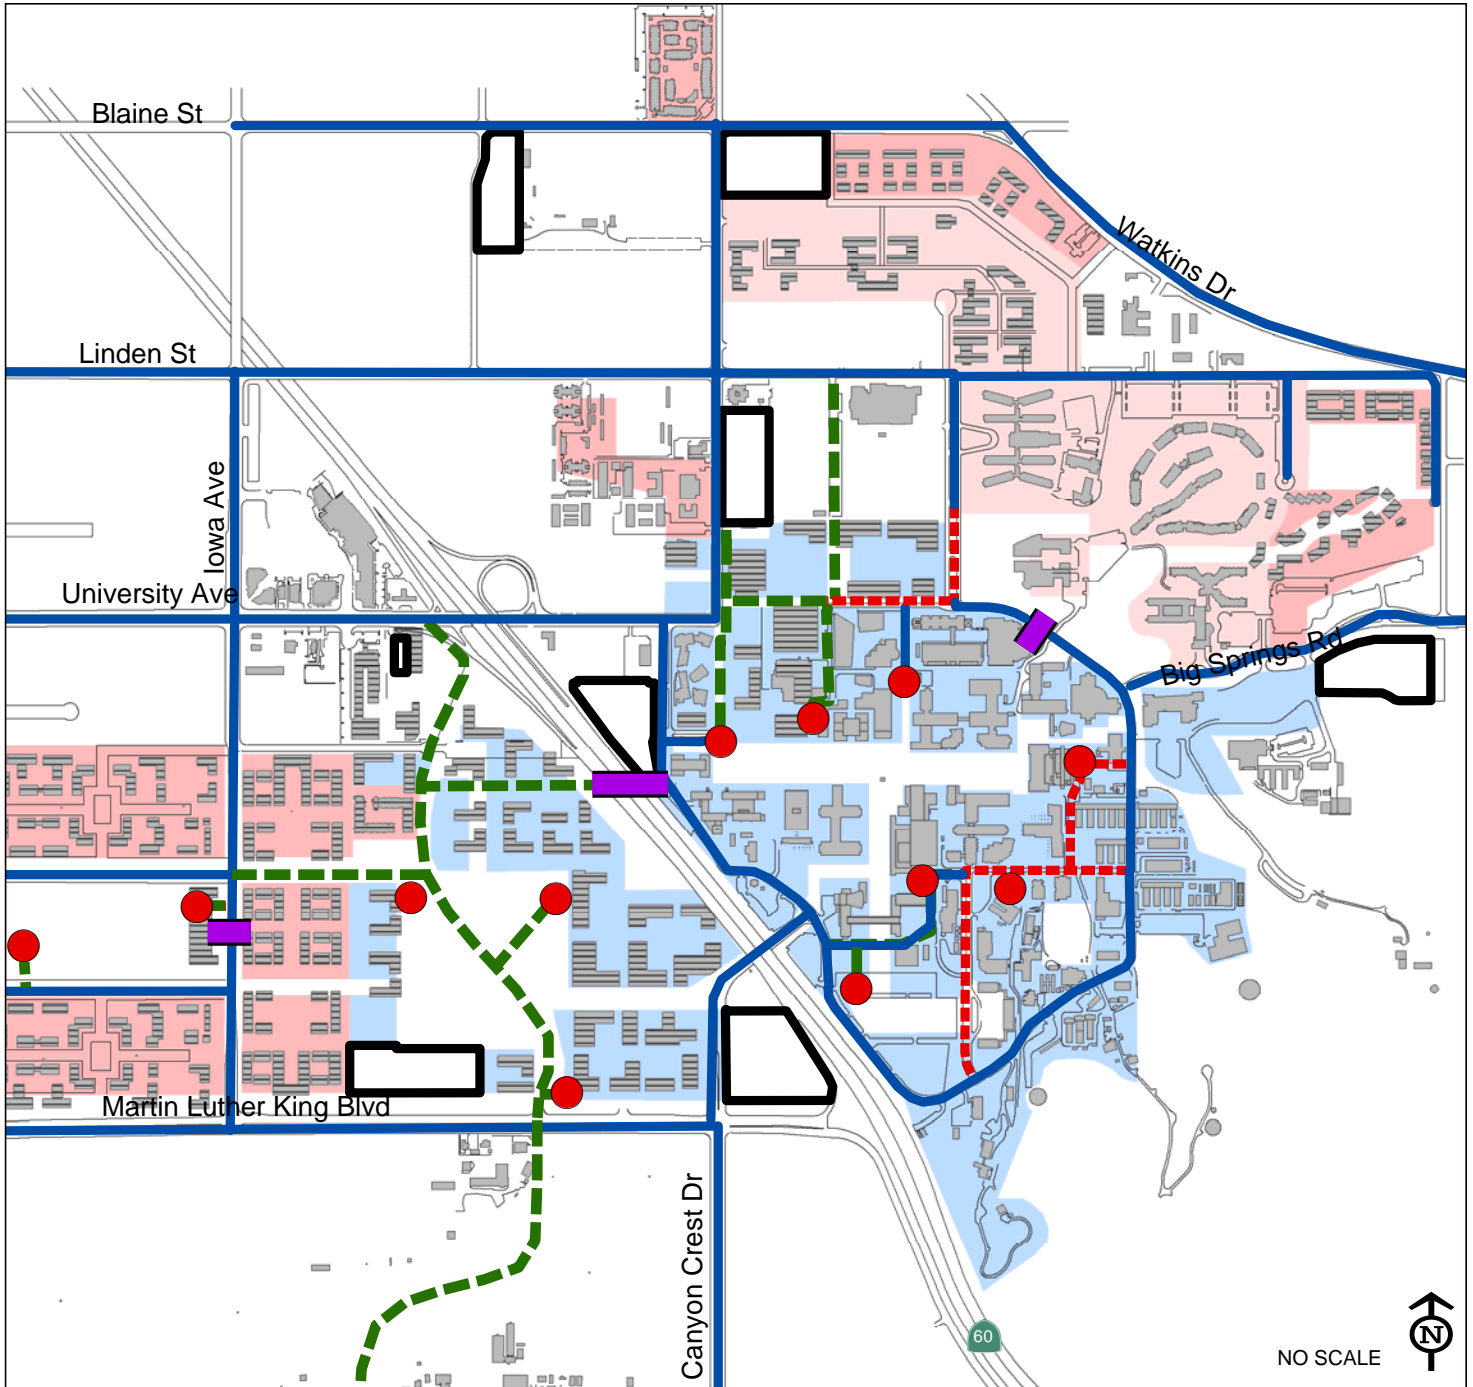 Blaine St
Watkins Dr
Linden St
Iowa Ave
University Ave
Big Springs Rd
Martin Luther King Blvd
Canyon Crest Dr
60
N
NO SCALE